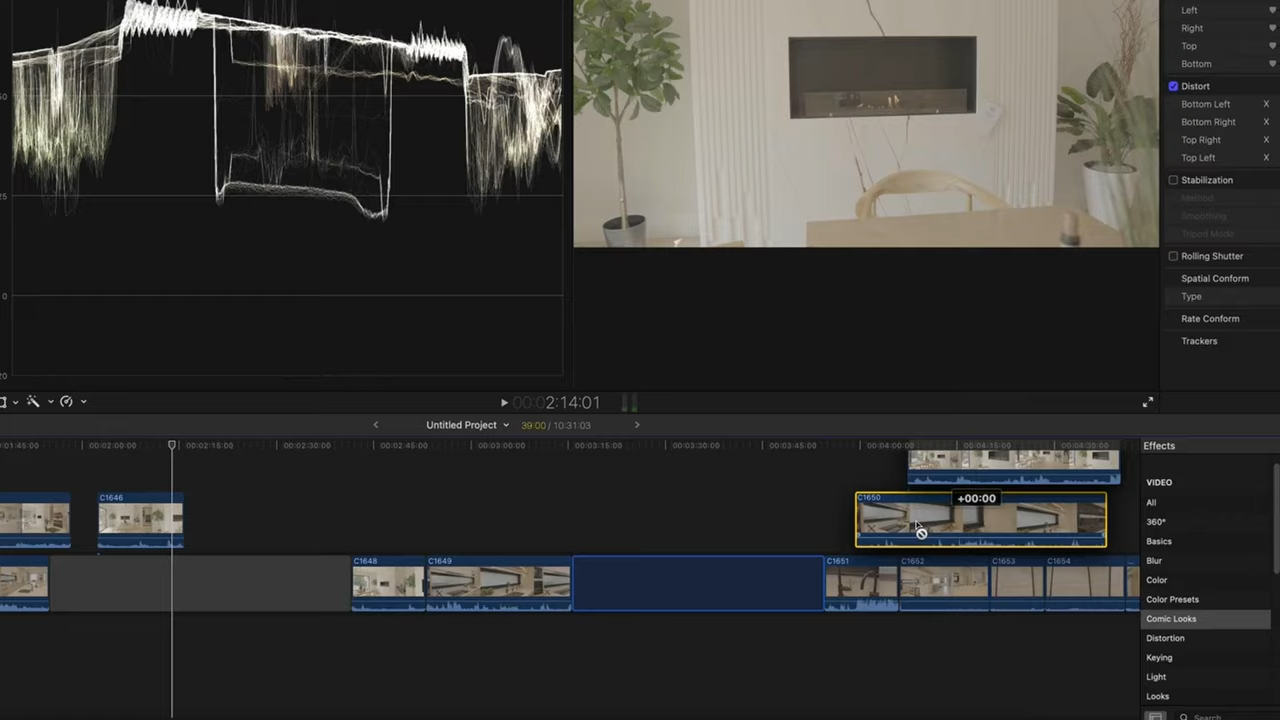 Left
Right
Top
Bottom
Distort
Bottom Left X
Bottom Right X
Top Right X
Top Left X
Stabilization
Method
Smoothing
Tripod Mode
Rolling Shutter
Spatial Conform
Type
Rate Conform
Trackers
25
0
20
00:00:02:14:01
Untitled Project
39:00 / 10:31:03
00:01:45:00
00:02:00:00
00:02:15:00
00:02:30:00
00:02:45:00
00:03:00:00
00:03:15:00
00:03:30:00
00:03:45:00
00:04:00:00
00:04:15:00
00:04:30:00
C1646
C1650
+00:00
C1648
C1649
C1651
C1652
C1653
C1654
Effects
VIDEO
All
360°
Basics
Blur
Color
Color Presets
Comic Looks
Distortion
Keying
Light
Looks
Search